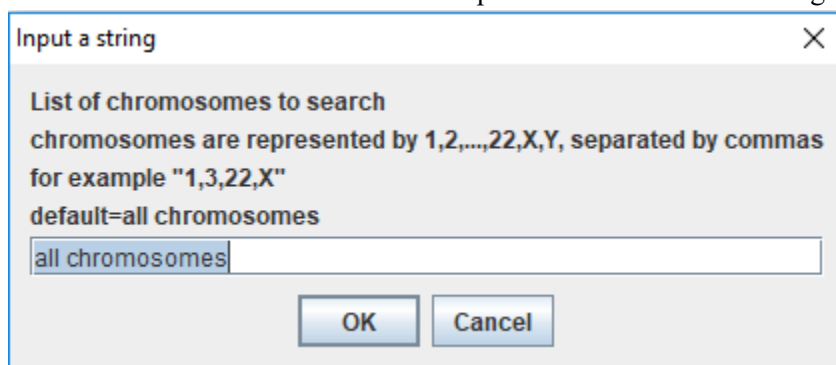 Input a string
List of chromosomes to search
chromosomes are represented by 1,2,...,22,X,Y, separated by commas
for example "1,3,22,X"
default=all chromosomes
all chromosomes
OK Cancel